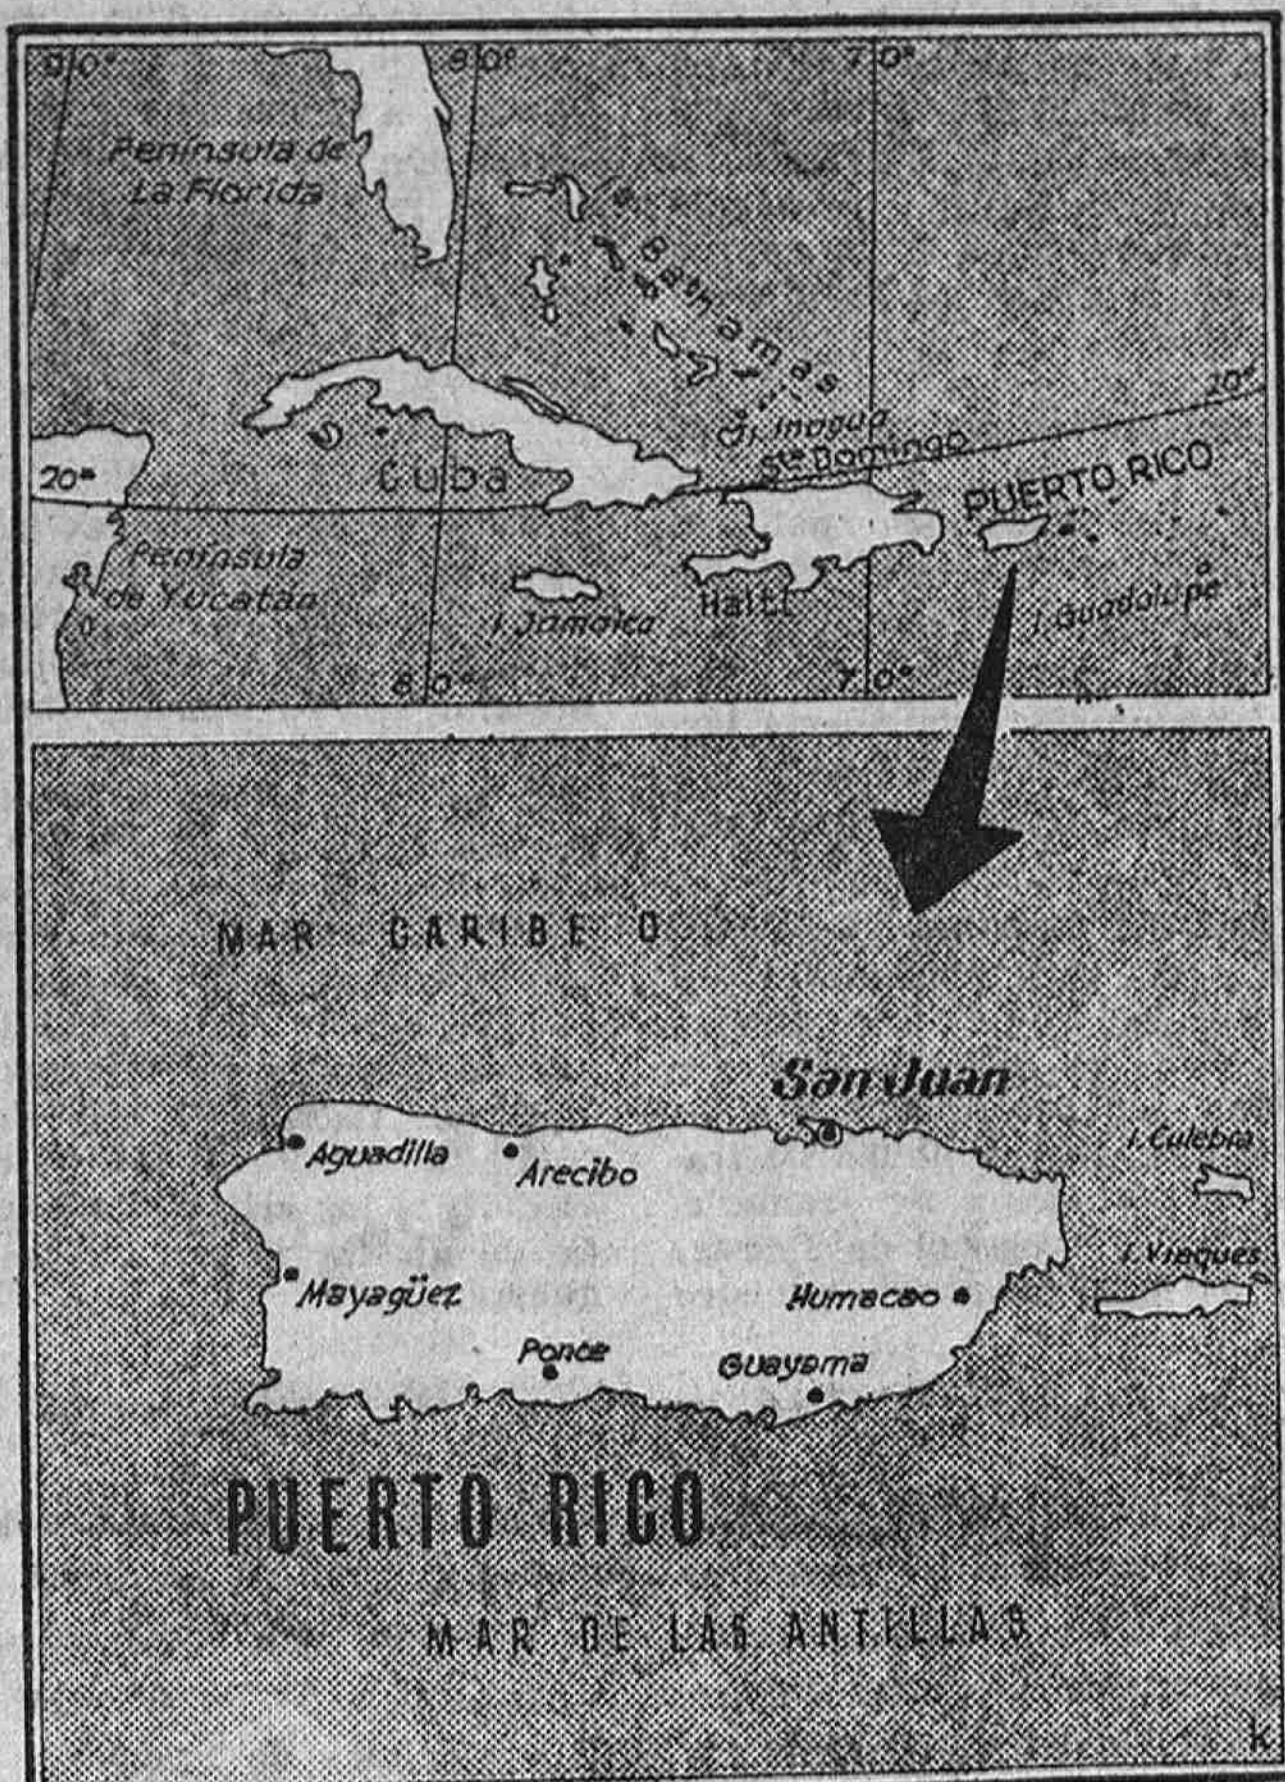 90° 80° 70°
Península de
La Florida
Is. Bathamas
I. Inagua
20°
Sto Domingo
PUERTO RICO
20°
Cuba
Península
de Yucatán
I. Jamaica
Haití
I. Guadalupe
80° 70°
MAR CARIBE O
San Juan
Aguadilla
Arecibo
I. Culebra
I. Vieques
Mayagüez
Humacao
Ponce
Guayama
PUERTO RICO
MAR DE LAS ANTILLAS
k